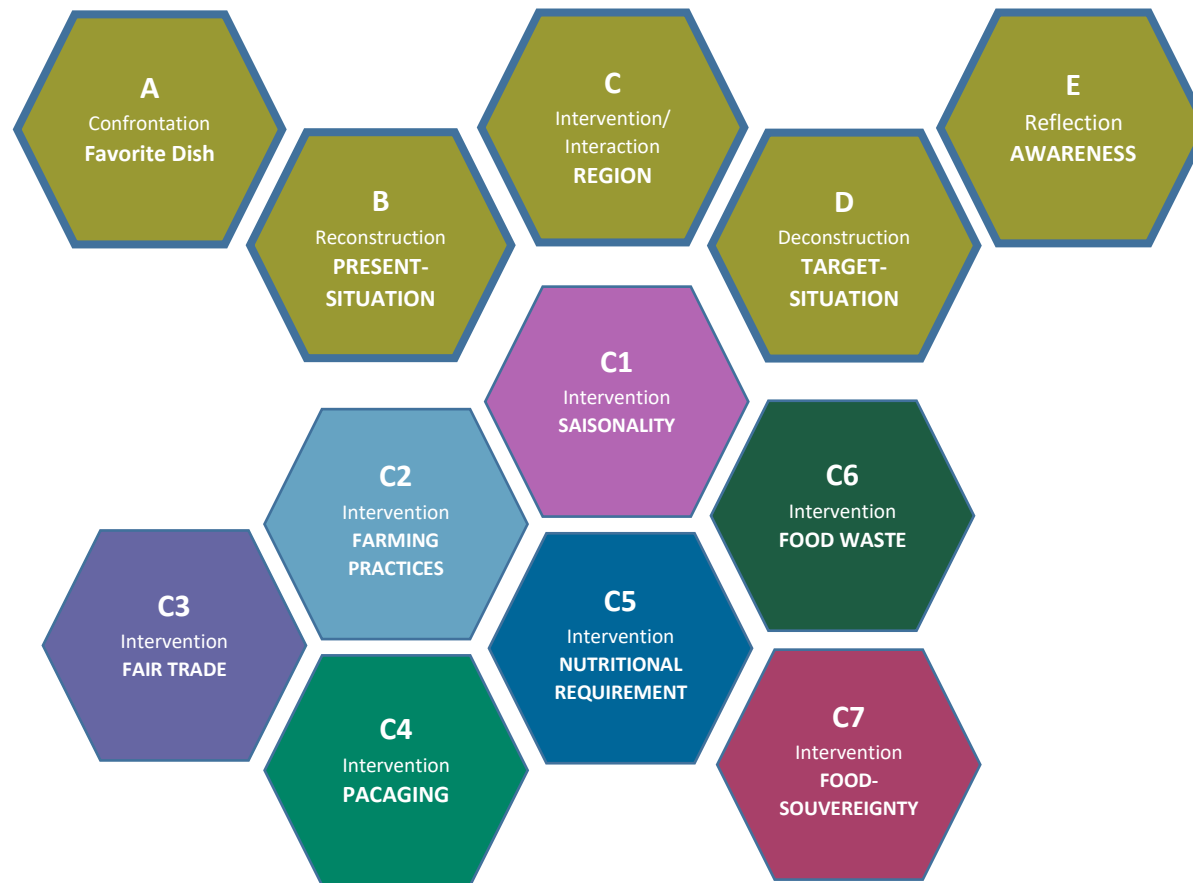 A
Confrontation
Favorite Dish
B
Reconstruction
PRESENT-
SITUATION
C
Intervention/
Interaction
REGION
D
Deconstruction
TARGET-
SITUATION
E
Reflection
AWARENESS
C1
Intervention
SAISONALITY
C2
Intervention
FARMING
PRACTICES
C3
Intervention
FAIR TRADE
C4
Intervention
PACAGING
C5
Intervention
NUTRITIONAL
REQUIREMENT
C6
Intervention
FOOD WASTE
C7
Intervention
FOOD-
SOUVEREIGNTY